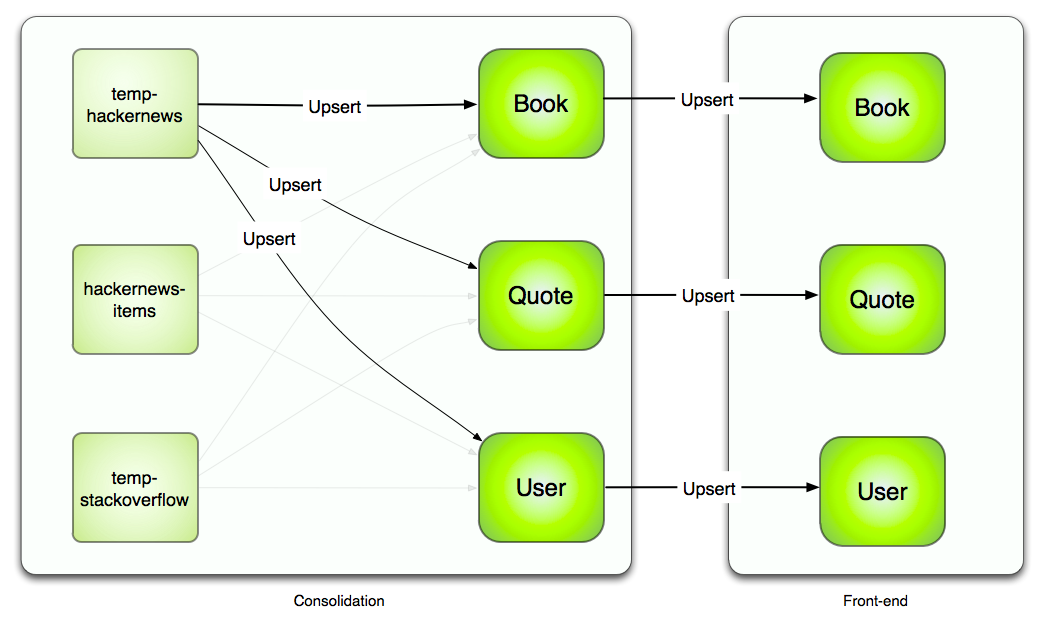 temp-
hackernews
Upsert
Book
Upsert
Book
Upsert
Upsert
hackernews-
items
Quote
Upsert
Quote
temp-
stackoverflow
User
Upsert
User
Consolidation
Front-end